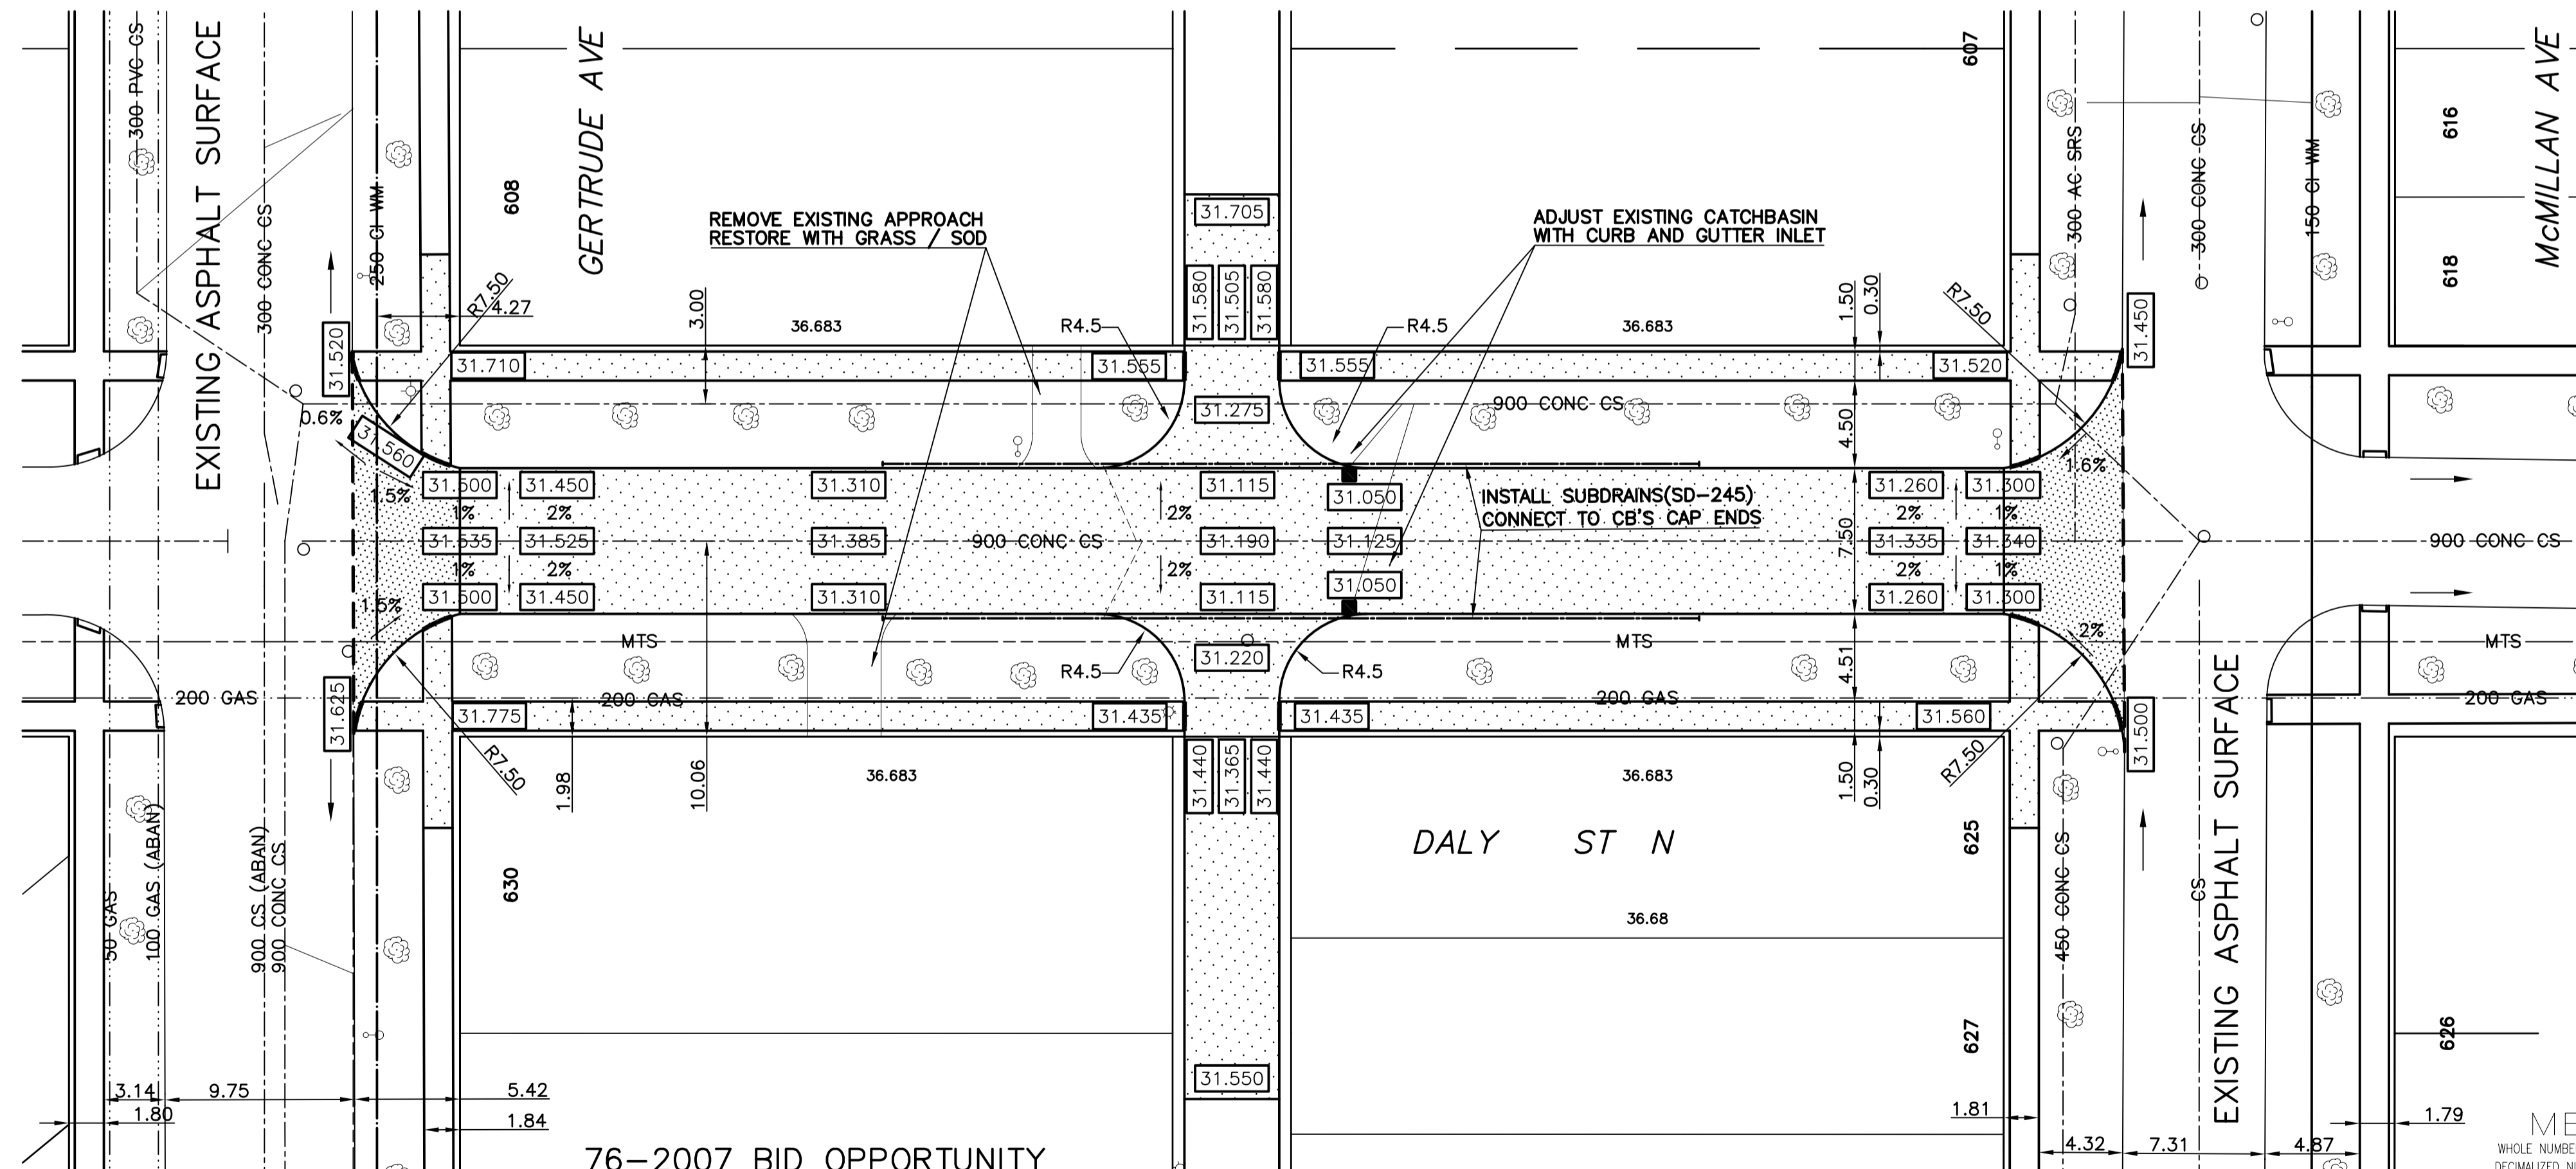 300 PVC GS
EXISTING ASPHALT SURFACE
300 CONC CS
250 CI WM
608
GERTRUDE AVE
REMOVE EXISTING APPROACH
RESTORE WITH GRASS / SOD
31.705
31.580
31.505
31.580
ADJUST EXISTING CATCHBASIN
WITH CURB AND GUTTER INLET
607
300 AC SRS
300 CONC CS
150 CI WM
616
618
McMILLAN AVE
R7.50
4.27
3.00
36.683
R4.5
R4.5
36.683
1.50
0.30
R7.50
31.450
31.520
31.710
31.555
31.555
31.520
0.6%
31.560
31.275
900 CONC CS
4.50
1.6%
1.5%
31.500
31.450
31.310
31.115
31.050
INSTALL SUBDRAINS(SD-245)
CONNECT TO CB'S CAP ENDS
31.260
31.300
1%
2%
2%
2%
1%
31.535
31.525
31.385
900 CONC CS
31.190
31.125
7.50
31.335
31.340
900 CONC CS
1%
2%
2%
2%
1%
1.5%
31.500
31.450
31.310
31.115
31.050
31.260
31.300
2%
MTS
31.220
MTS
MTS
R4.5
R4.5
4.51
200 GAS
200 GAS
200 GAS
200 GAS
31.625
31.775
31.435
31.435
31.560
31.500
R7.50
1.98
10.06
36.683
31.440
31.365
31.440
36.683
1.50
0.30
R7.50
DALY ST N
625
630
36.68
50 GAS
100 GAS (ABAN)
900 CS (ABAN)
900 CONC CS
450 CONC CS
CS
EXISTING ASPHALT SURFACE
627
626
31.550
3.14
9.75
5.42
1.80
1.84
1.81
1.79
4.32
7.31
4.87
76-2007 BID OPPORTUNITY
WHOLE NUMBE